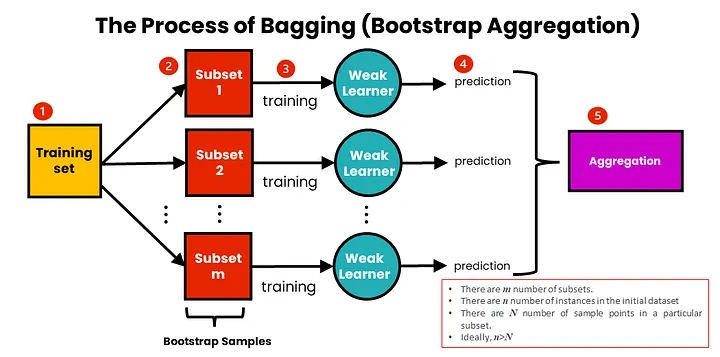 The Process of Bagging (Bootstrap Aggregation)
1
2
3
4
5
Training
set
Subset
1
training
Weak
Learner
prediction
Subset
2
training
Weak
Learner
prediction
Subset
m
training
Weak
Learner
prediction
Aggregation
Bootstrap Samples
• There are m number of subsets.
• There are n number of instances in the initial dataset
• There are N number of sample points in a particular
subset.
• Ideally, n>N